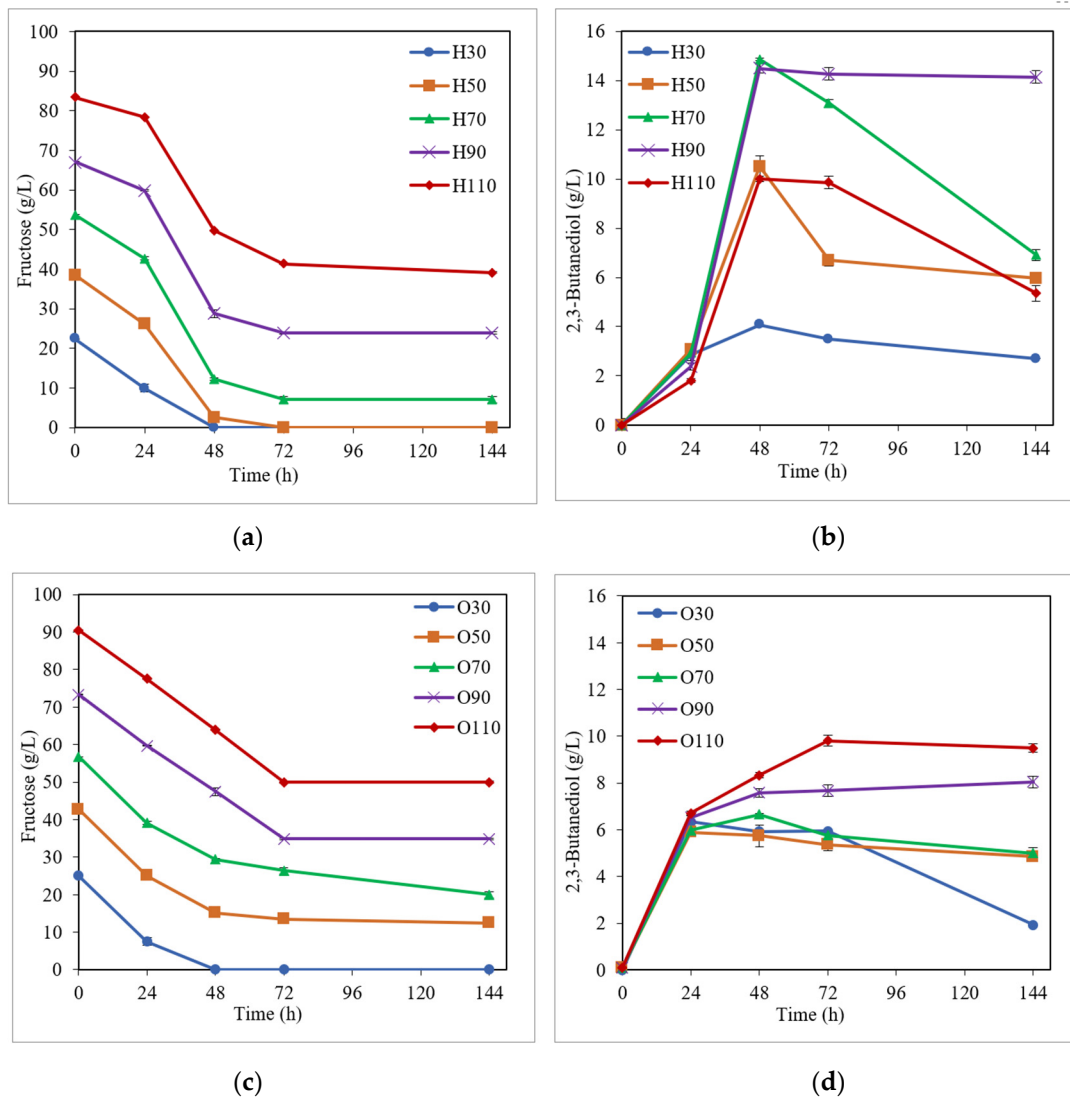 100
90
80
70
60
50
40
30
20
10
0
Fructose (g/L)
H30
H50
H70
H90
H110
0 24 48 72 96 120 144
Time (h)
(a)
16
14
12
10
8
6
4
2
0
2,3-Butanediol (g/L)
H30
H50
H70
H90
H110
0 24 48 72 96 120 144
Time (h)
(b)
100
90
80
70
60
50
40
30
20
10
0
Fructose (g/L)
O30
O50
O70
O90
O110
0 24 48 72 96 120 144
Time (h)
(c)
16
14
12
10
8
6
4
2
0
2,3-Butanediol (g/L)
O30
O50
O70
O90
O110
0 24 48 72 96 120 144
Time (h)
(d)